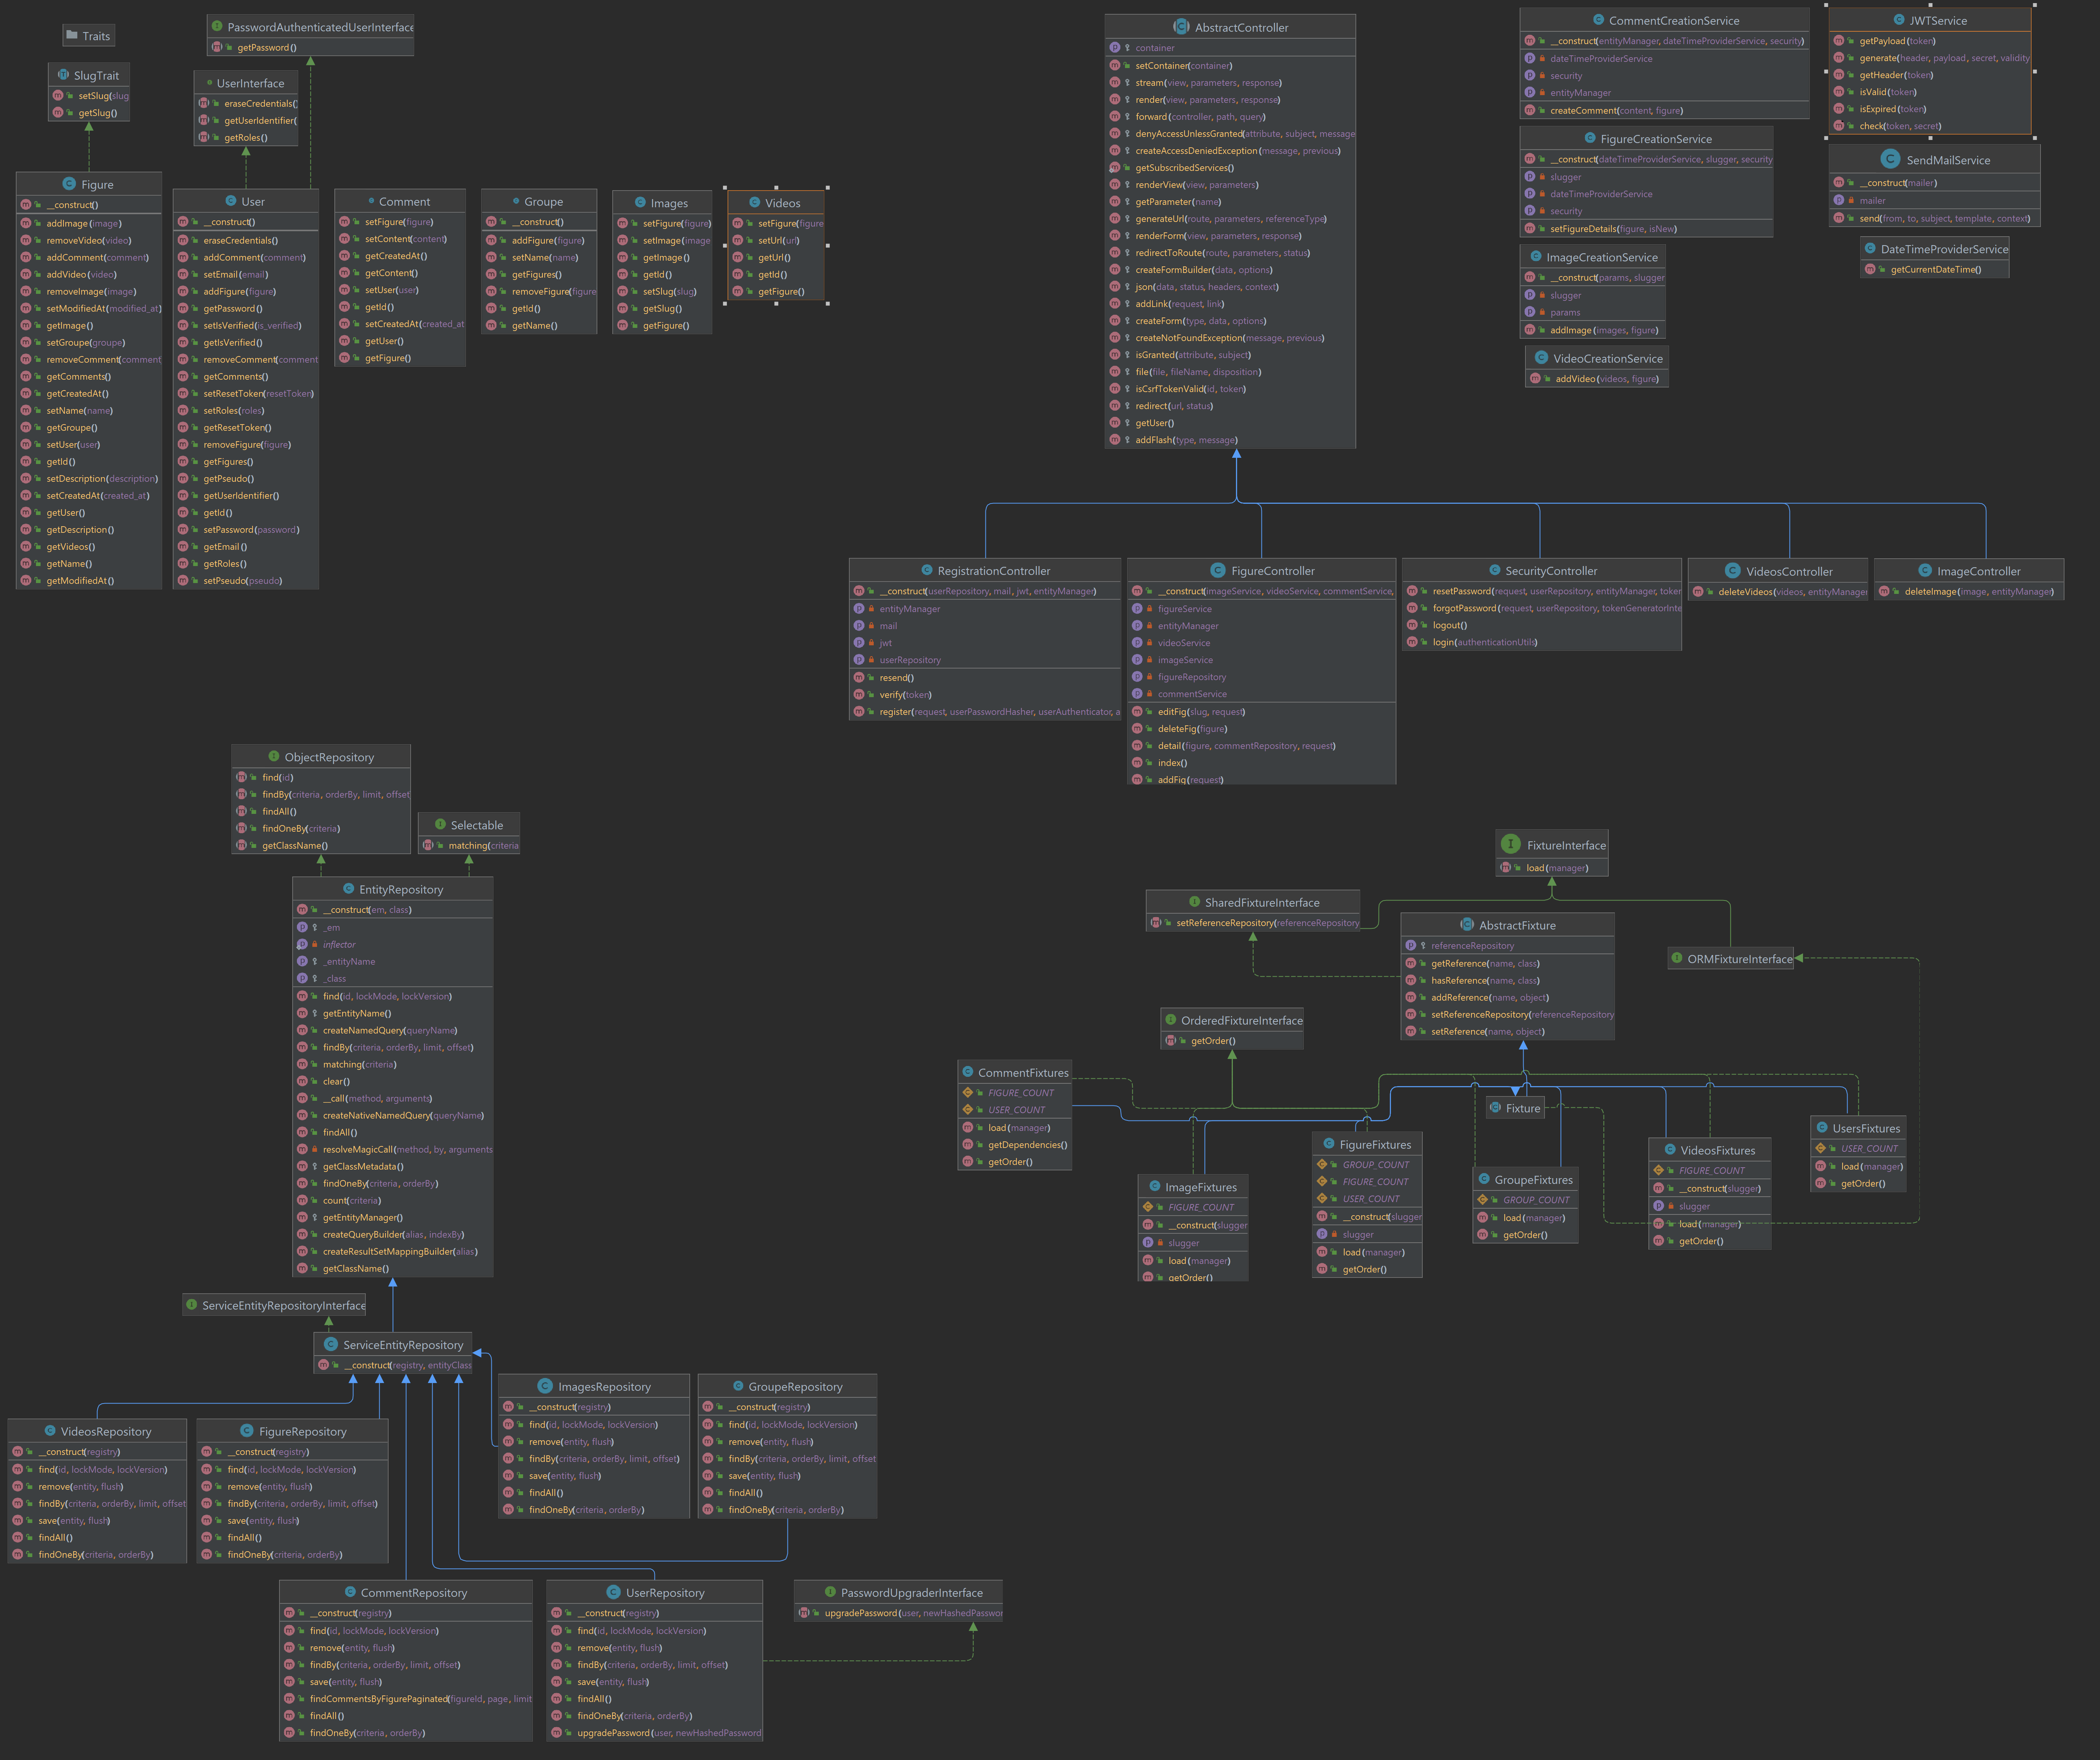 Traits
SlugTrait
setSlug(slug
getSlug()
PasswordAuthenticatedUserInterface
getPassword()
UserInterface
eraseCredentials()
getUserIdentifier(
getRoles()
Figure
__construct()
addImage(image)
removeVideo(video)
addComment(comment)
addVideo(video)
removeImage(image)
setModifiedAt(modified_at)
getImage()
setGroupe(groupe)
removeComment(comment
getComments()
getCreatedAt()
setName(name)
getGroupe()
setUser(user)
getId()
setDescription(description)
setCreatedAt(created_at)
getUser()
getDescription()
getVideos()
getName()
getModifiedAt()
User
__construct()
eraseCredentials()
addComment(comment)
setEmail(email)
addFigure(figure)
getPassword()
setIsVerified(is_verified)
getIsVerified()
removeComment(comment
getComments()
setResetToken(resetToken)
setRoles(roles)
getResetToken()
removeFigure(figure)
getFigures()
getPseudo()
getUserIdentifier()
getId()
setPassword(password)
getEmail()
getRoles()
setPseudo(pseudo)
Comment
setFigure(figure)
setContent(content)
getCreatedAt()
getContent()
setUser(user)
getId()
setCreatedAt(created_at
getUser()
getFigure()
Groupe
__construct()
addFigure(figure)
setName(name)
getFigures()
removeFigure(figure
getId()
getName()
Images
setFigure(figure)
setImage(image
getImage()
getId()
setSlug(slug)
getSlug()
getFigure()
Videos
setFigure(figure
setUrl(url)
getUrl()
getId()
getFigure()
AbstractController
container
setContainer(container)
stream(view, parameters, response)
render(view, parameters, response)
forward(controller, path, query)
denyAccessUnlessGranted(attribute, subject, message
createAccessDeniedException(message, previous)
getSubscribedServices()
renderView(view, parameters)
getParameter(name)
generateUrl(route, parameters, referenceType)
renderForm(view, parameters, response)
redirectToRoute(route, parameters, status)
createFormBuilder(data, options)
json(data, status, headers, context)
addLink(request, link)
createForm(type, data, options)
createNotFoundException(message, previous)
isGranted(attribute, subject)
file(file, fileName, disposition)
isCsrfTokenValid(id, token)
redirect(url, status)
getUser()
addFlash(type, message)
CommentCreationService
__construct(entityManager, dateTimeProviderService, security)
dateTimeProviderService
security
entityManager
createComment(content, figure)
FigureCreationService
__construct(dateTimeProviderService, slugger, security
slugger
dateTimeProviderService
security
setFigureDetails(figure, isNew)
ImageCreationService
__construct(params, slugger
slugger
params
addImage(images, figure)
VideoCreationService
addVideo(videos, figure)
JWTService
getPayload(token)
generate(header, payload, secret, validity
getHeader(token)
isValid(token)
isExpired(token)
check(token, secret)
SendMailService
__construct(mailer)
mailer
send(from, to, subject, template, context)
DateTimeProviderService
getCurrentDateTime()
RegistrationController
__construct(userRepository, mail, jwt, entityManager)
entityManager
mail
jwt
userRepository
resend()
verify(token)
register(request, userPasswordHasher, userAuthenticator, a
FigureController
__construct(imageService, videoService, commentService,
figureService
entityManager
videoService
imageService
figureRepository
commentService
editFig(slug, request)
deleteFig(figure)
detail(figure, commentRepository, request)
index()
addFig(request)
SecurityController
resetPassword(request, userRepository, entityManager, token
forgotPassword(request, userRepository, tokenGeneratorInte
logout()
login(authenticationUtils)
VideosController
deleteVideos(videos, entityManage
ImageController
deleteImage(image, entityManager)
ObjectRepository
find(id)
findBy(criteria, orderBy, limit, offset
findAll()
findOneBy(criteria)
getClassName()
Selectable
matching(criteria
EntityRepository
__construct(em, class)
_em
inflector
_entityName
_class
find(id, lockMode, lockVersion)
getEntityName()
createNamedQuery(queryName)
findBy(criteria, orderBy, limit, offset)
matching(criteria)
clear()
__call(method, arguments)
createNativeNamedQuery(queryName)
findAll()
resolveMagicCall(method, by, arguments
getClassMetadata()
findOneBy(criteria, orderBy)
count(criteria)
getEntityManager()
createQueryBuilder(alias, indexBy)
createResultSetMappingBuilder(alias)
getClassName()
ServiceEntityRepositoryInterface
ServiceEntityRepository
__construct(registry, entityClass
FixtureInterface
load(manager)
SharedFixtureInterface
setReferenceRepository(referenceRepository
AbstractFixture
referenceRepository
getReference(name, class)
hasReference(name, class)
addReference(name, object)
setReferenceRepository(referenceRepository
setReference(name, object)
ORMFixtureInterface
OrderedFixtureInterface
getOrder()
CommentFixtures
FIGURE_COUNT
USER_COUNT
load(manager)
getDependencies()
getOrder()
Fixture
ImageFixtures
FIGURE_COUNT
__construct(slugger
slugger
load(manager)
getOrder()
FigureFixtures
GROUP_COUNT
FIGURE_COUNT
USER_COUNT
__construct(slugger
slugger
load(manager)
getOrder()
GroupeFixtures
GROUP_COUNT
load(manager)
getOrder()
VideosFixtures
FIGURE_COUNT
__construct(slugger)
slugger
load(manager)
getOrder()
UsersFixtures
USER_COUNT
load(manager)
getOrder()
VideosRepository
__construct(registry)
find(id, lockMode, lockVersion)
remove(entity, flush)
findBy(criteria, orderBy, limit, offset
save(entity, flush)
findAll()
findOneBy(criteria, orderBy)
FigureRepository
__construct(registry)
find(id, lockMode, lockVersion)
remove(entity, flush)
findBy(criteria, orderBy, limit, offset)
save(entity, flush)
findAll()
findOneBy(criteria, orderBy)
ImagesRepository
__construct(registry)
find(id, lockMode, lockVersion)
remove(entity, flush)
findBy(criteria, orderBy, limit, offset)
save(entity, flush)
findAll()
findOneBy(criteria, orderBy)
GroupeRepository
__construct(registry)
find(id, lockMode, lockVersion)
remove(entity, flush)
findBy(criteria, orderBy, limit, offset
save(entity, flush)
findAll()
findOneBy(criteria, orderBy)
CommentRepository
__construct(registry)
find(id, lockMode, lockVersion)
remove(entity, flush)
findBy(criteria, orderBy, limit, offset)
save(entity, flush)
findCommentsByFigurePaginated(figureId, page, limit
findAll()
findOneBy(criteria, orderBy)
UserRepository
__construct(registry)
find(id, lockMode, lockVersion)
remove(entity, flush)
findBy(criteria, orderBy, limit, offset)
save(entity, flush)
findAll()
findOneBy(criteria, orderBy)
upgradePassword(user, newHashedPassword
PasswordUpgraderInterface
upgradePassword(user, newHashedPasswor